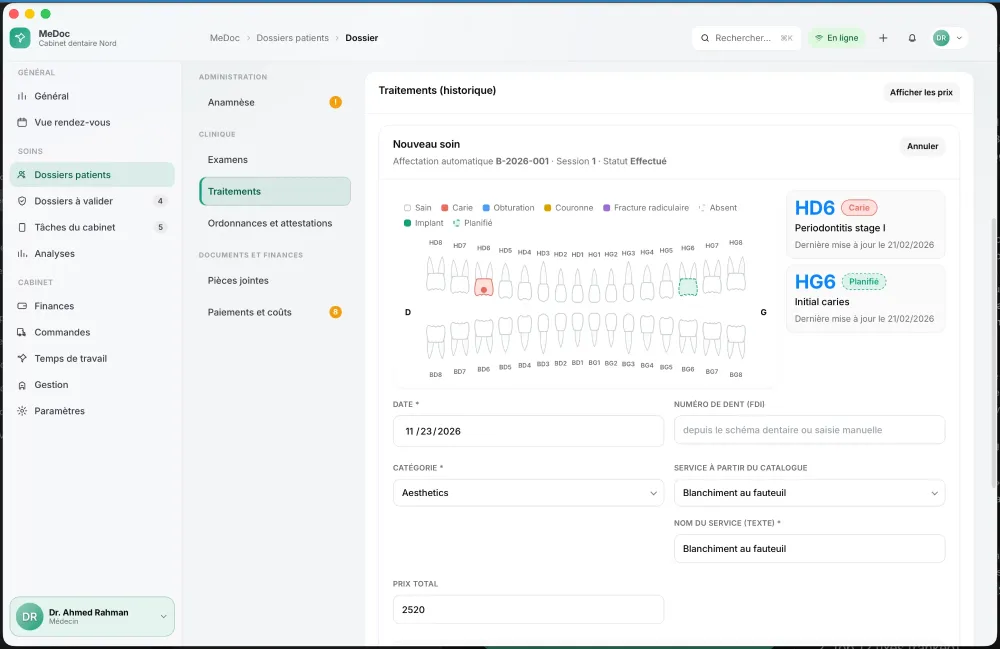 MeDoc
Cabinet dentaire Nord
MeDoc › Dossiers patients › Dossier
Rechercher... ⌘K
En ligne
DR
GÉNÉRAL
Général
Vue rendez-vous
SOINS
Dossiers patients
Dossiers à valider 4
Tâches du cabinet 5
Analyses
CABINET
Finances
Commandes
Temps de travail
Gestion
Paramètres
DR
Dr. Ahmed Rahman
Médecin
ADMINISTRATION
Anamnèse !
CLINIQUE
Examens
Traitements
Ordonnances et attestations
DOCUMENTS ET FINANCES
Pièces jointes
Paiements et coûts 8
Traitements (historique)
Afficher les prix
Nouveau soin
Affectation automatique B-2026-001 · Session 1 · Statut Effectué
Annuler
Sain Carie Obturation Couronne Fracture radiculaire Absent
Implant Planifié
HD8 HD7 HD6 HD5 HD4 HD3 HD2 HD1 HG1 HG2 HG3 HG4 HG5 HG6 HG7 HG8
D G
BD8 BD7 BD6 BD5 BD4 BD3 BD2 BD1 BG1 BG2 BG3 BG4 BG5 BG6 BG7 BG8
HD6 Carie
Periodontitis stage I
Dernière mise à jour le 21/02/2026
HG6 Planifié
Initial caries
Dernière mise à jour le 21/02/2026
DATE *
11/23/2026
NUMÉRO DE DENT (FDI)
depuis le schéma dentaire ou saisie manuelle
CATÉGORIE *
Aesthetics
SERVICE À PARTIR DU CATALOGUE
Blanchiment au fauteuil
NOM DU SERVICE (TEXTE) *
Blanchiment au fauteuil
PRIX TOTAL
2520